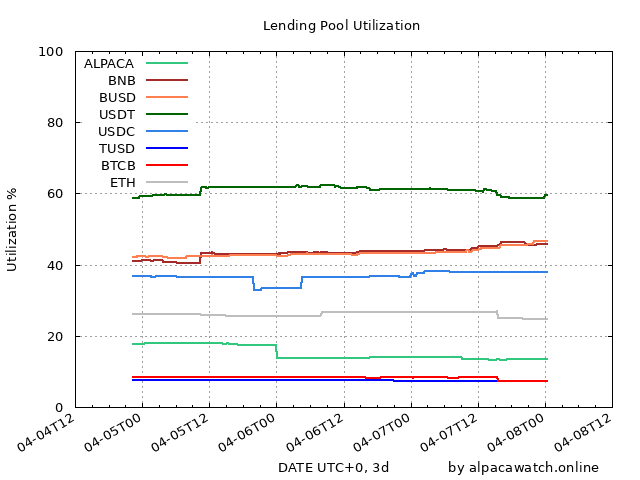 Lending Pool Utilization
100
80
60
40
20
0
Utilization %
ALPACA
BNB
BUSD
USDT
USDC
TUSD
BTCB
ETH
04-04T12
04-05T00
04-05T12
04-06T00
04-06T12
04-07T00
04-07T12
04-08T00
04-08T12
DATE UTC+0, 3d
by alpacawatch.online